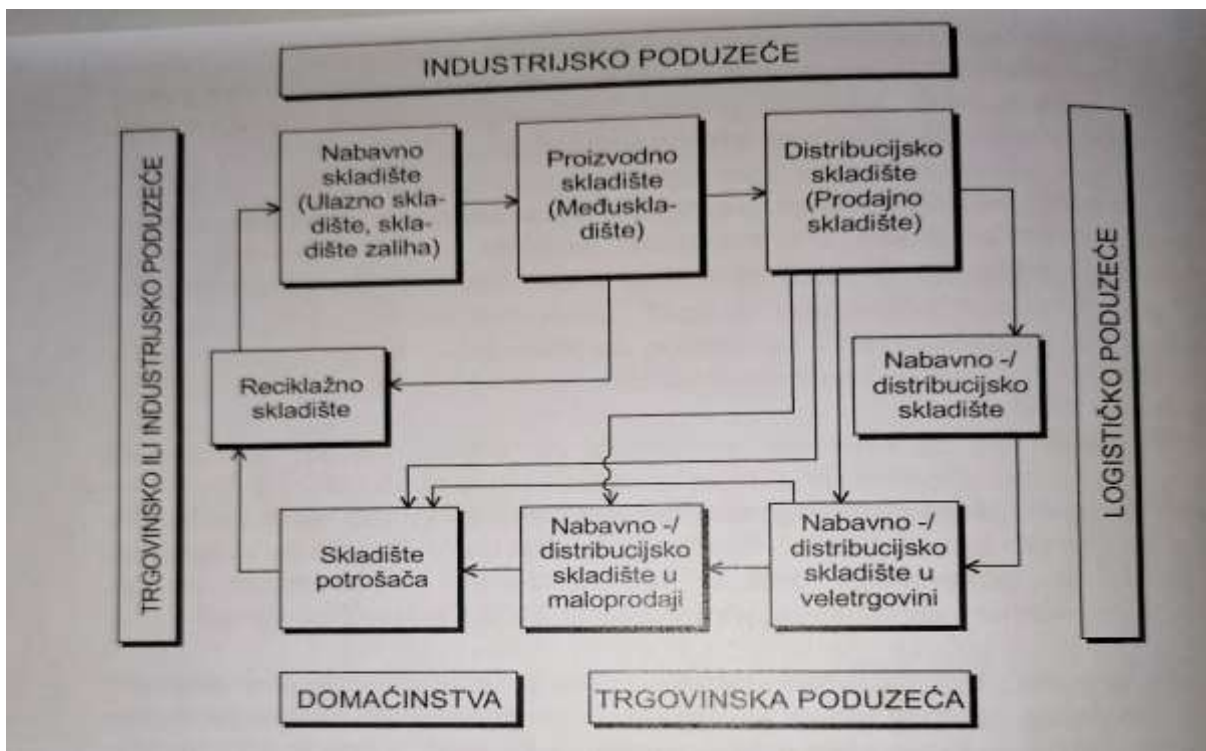 INDUSTRIJSKO PODUZEĆE
TRGOVINSKO ILI INDUSTRIJSKO PODUZEĆE
Nabavno
skladište
(Ulazno skla-
dište, skla-
dište zaliha)
Proizvodno
skladište
(Međuskla-
dište)
Distribucijsko
skladište
(Prodajno
skladište)
LOGISTIČKO PODUZEĆE
Reciklažno
skladište
Nabavno -/
distribucijsko
skladište
Skladište
potrošača
Nabavno -/
distribucijsko
skladište u
maloprodaji
Nabavno -/
distribucijsko
skladište u
veletrgovini
DOMAĆINSTVA
TRGOVINSKA PODUZEĆA